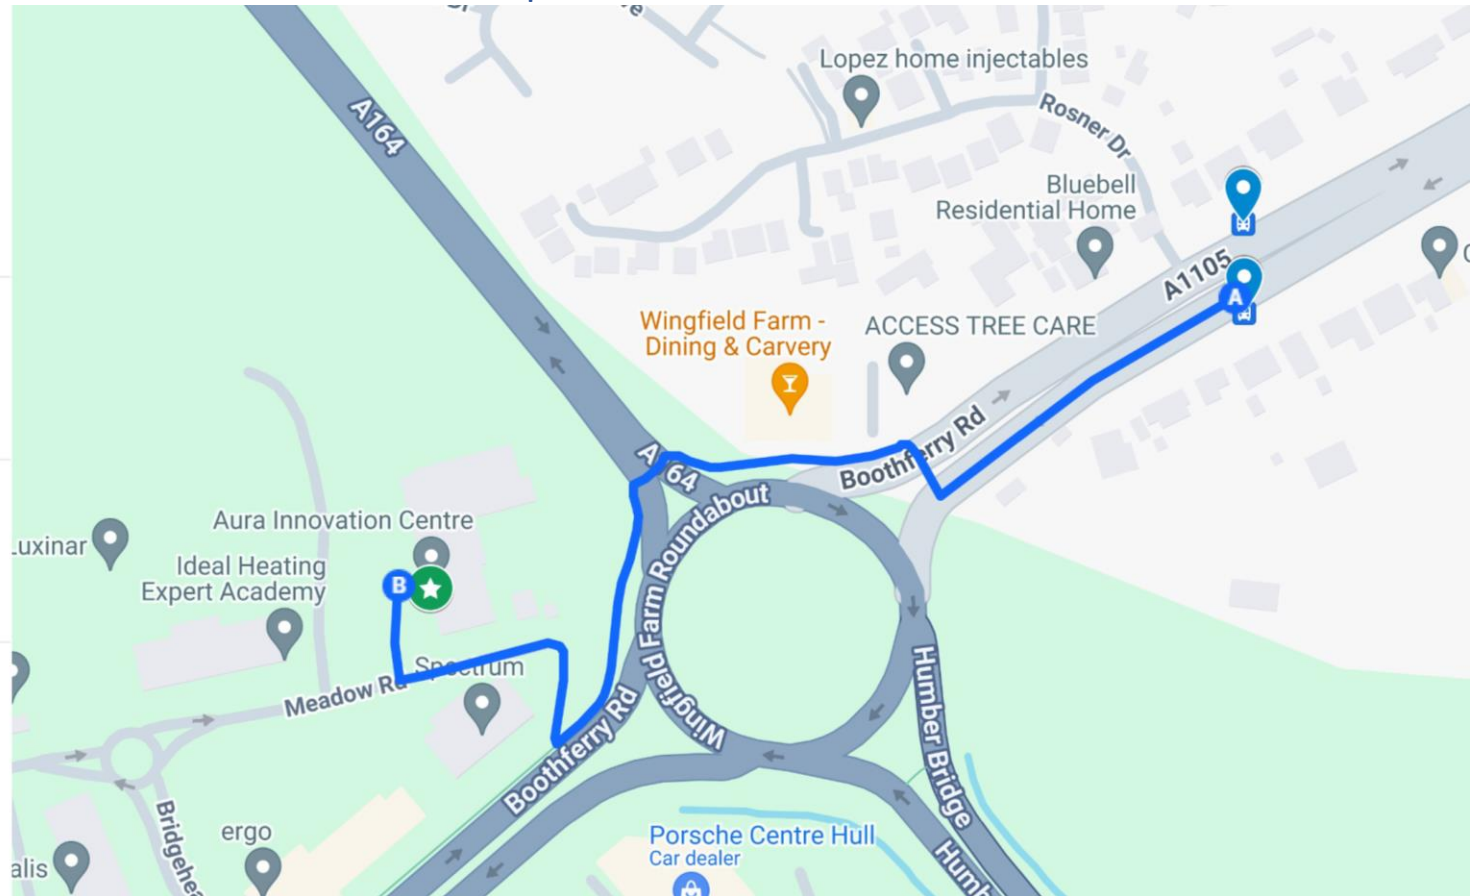 Lopez home injectables
Rosner Dr
A164
Bluebell
Residential Home
A1105
A
Wingfield Farm -
Dining & Carvery
ACCESS TREE CARE
Boothferry Rd
A164
Wingfield Farm Roundabout
Aura Innovation Centre
Luxinar
Ideal Heating
Expert Academy
B
Spectrum
Meadow Rd
Boothferry Rd
Humber Bridge
ergo
Porsche Centre Hull
Car dealer
alis